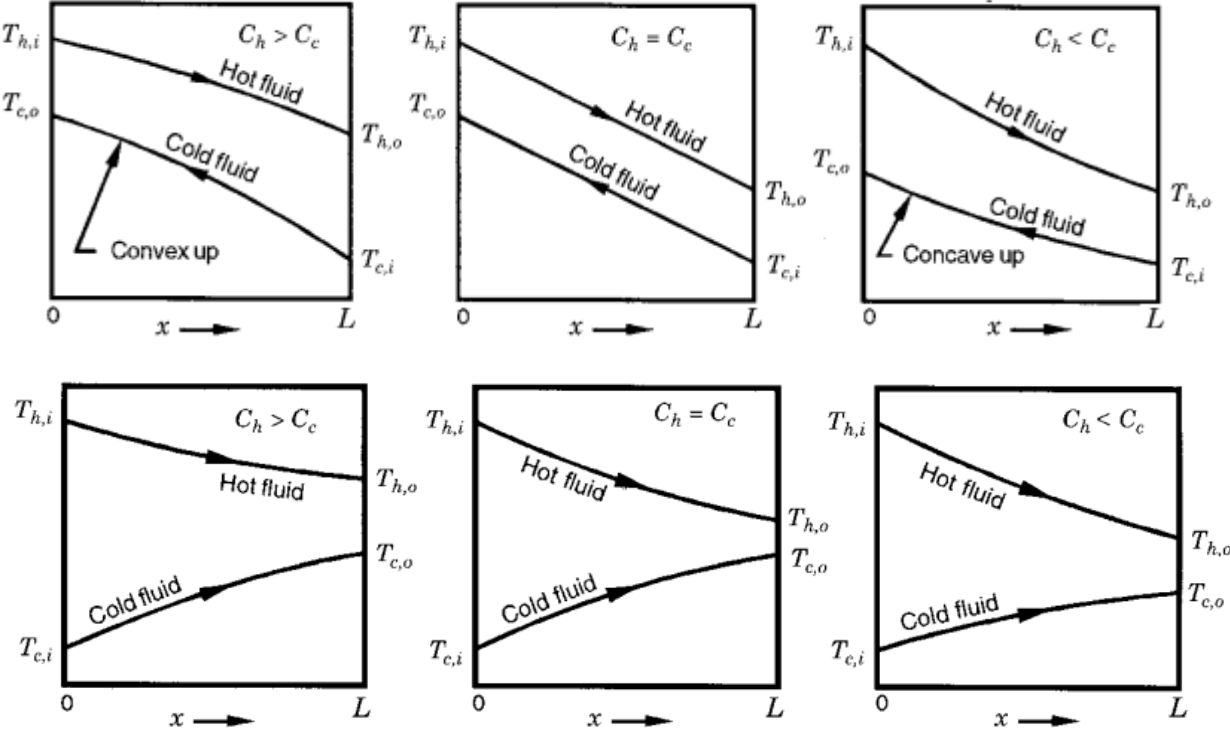 T_{h,i}
C_h > C_c
Hot fluid
T_{c,o}
T_{h,o}
Cold fluid
Convex up
T_{c,i}
0
x
L
T_{h,i}
C_h = C_c
T_{c,o}
Hot fluid
Cold fluid
T_{h,o}
T_{c,i}
0
x
L
T_{h,i}
C_h < C_c
Hot fluid
T_{c,o}
T_{h,o}
Cold fluid
Concave up
T_{c,i}
0
x
L
T_{h,i}
C_h > C_c
Hot fluid
T_{h,o}
T_{c,o}
Cold fluid
T_{c,i}
0
x
L
T_{h,i}
C_h = C_c
Hot fluid
T_{h,o}
T_{c,o}
Cold fluid
T_{c,i}
0
x
L
T_{h,i}
C_h < C_c
Hot fluid
T_{h,o}
T_{c,o}
Cold fluid
T_{c,i}
0
x
L